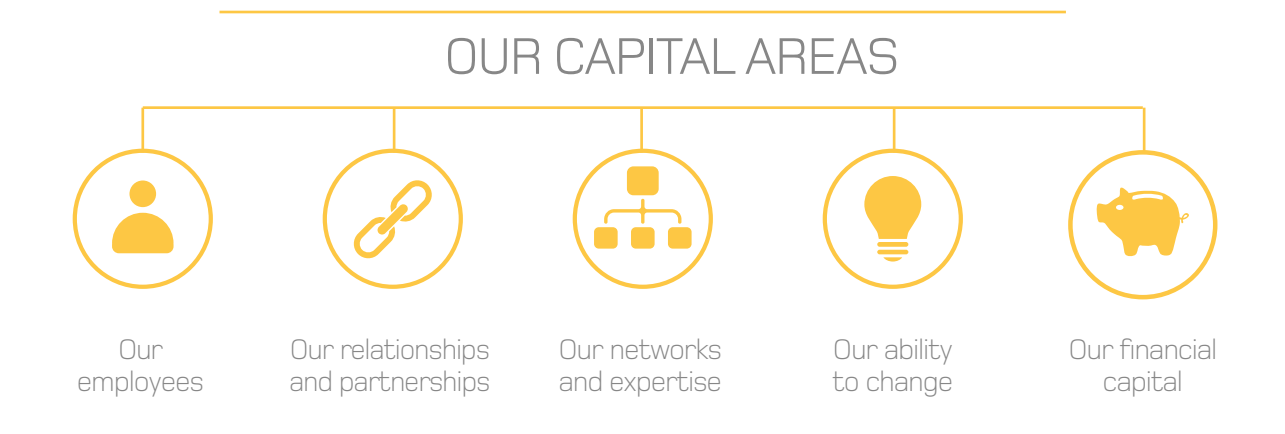 OUR CAPITAL AREAS
Our
employees
Our relationships
and partnerships
Our networks
and expertise
Our ability
to change
Our financial
capital